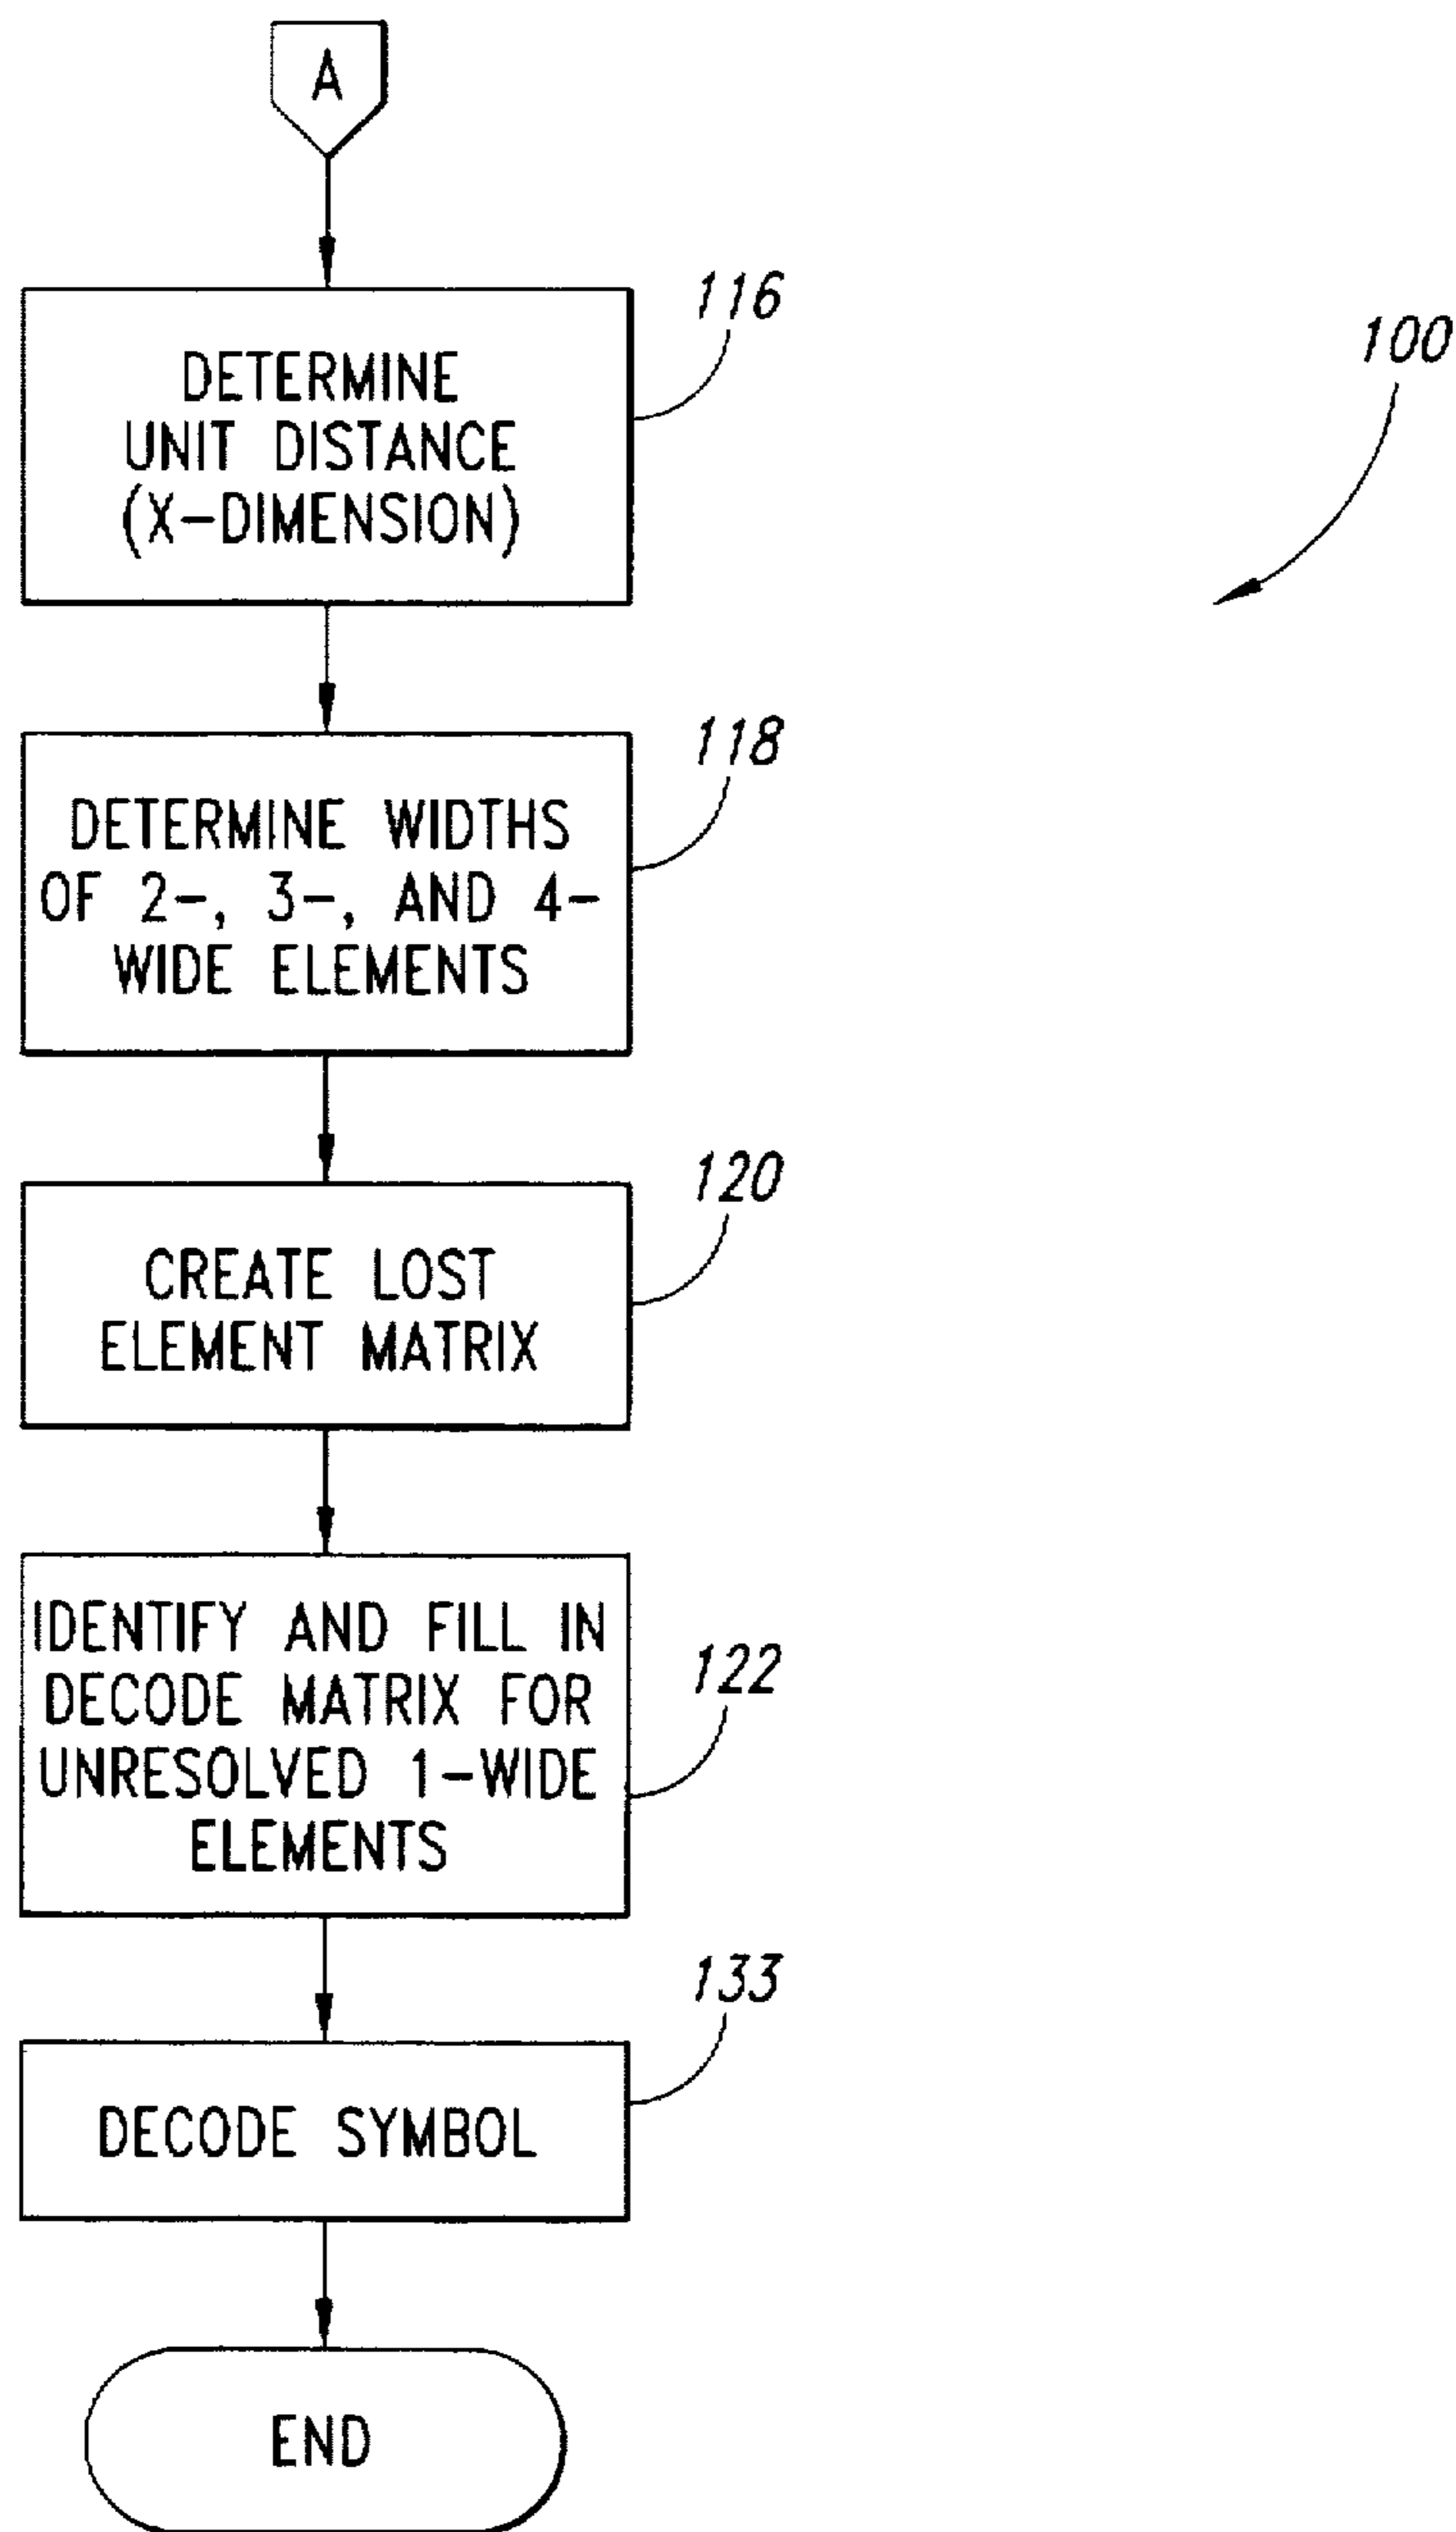 A
116
100
DETERMINE
UNIT DISTANCE
(X-DIMENSION)
118
DETERMINE WIDTHS
OF 2-, 3-, AND 4-
WIDE ELEMENTS
120
CREATE LOST
ELEMENT MATRIX
122
IDENTIFY AND FILL IN
DECODE MATRIX FOR
UNRESOLVED 1-WIDE
ELEMENTS
133
DECODE SYMBOL
END